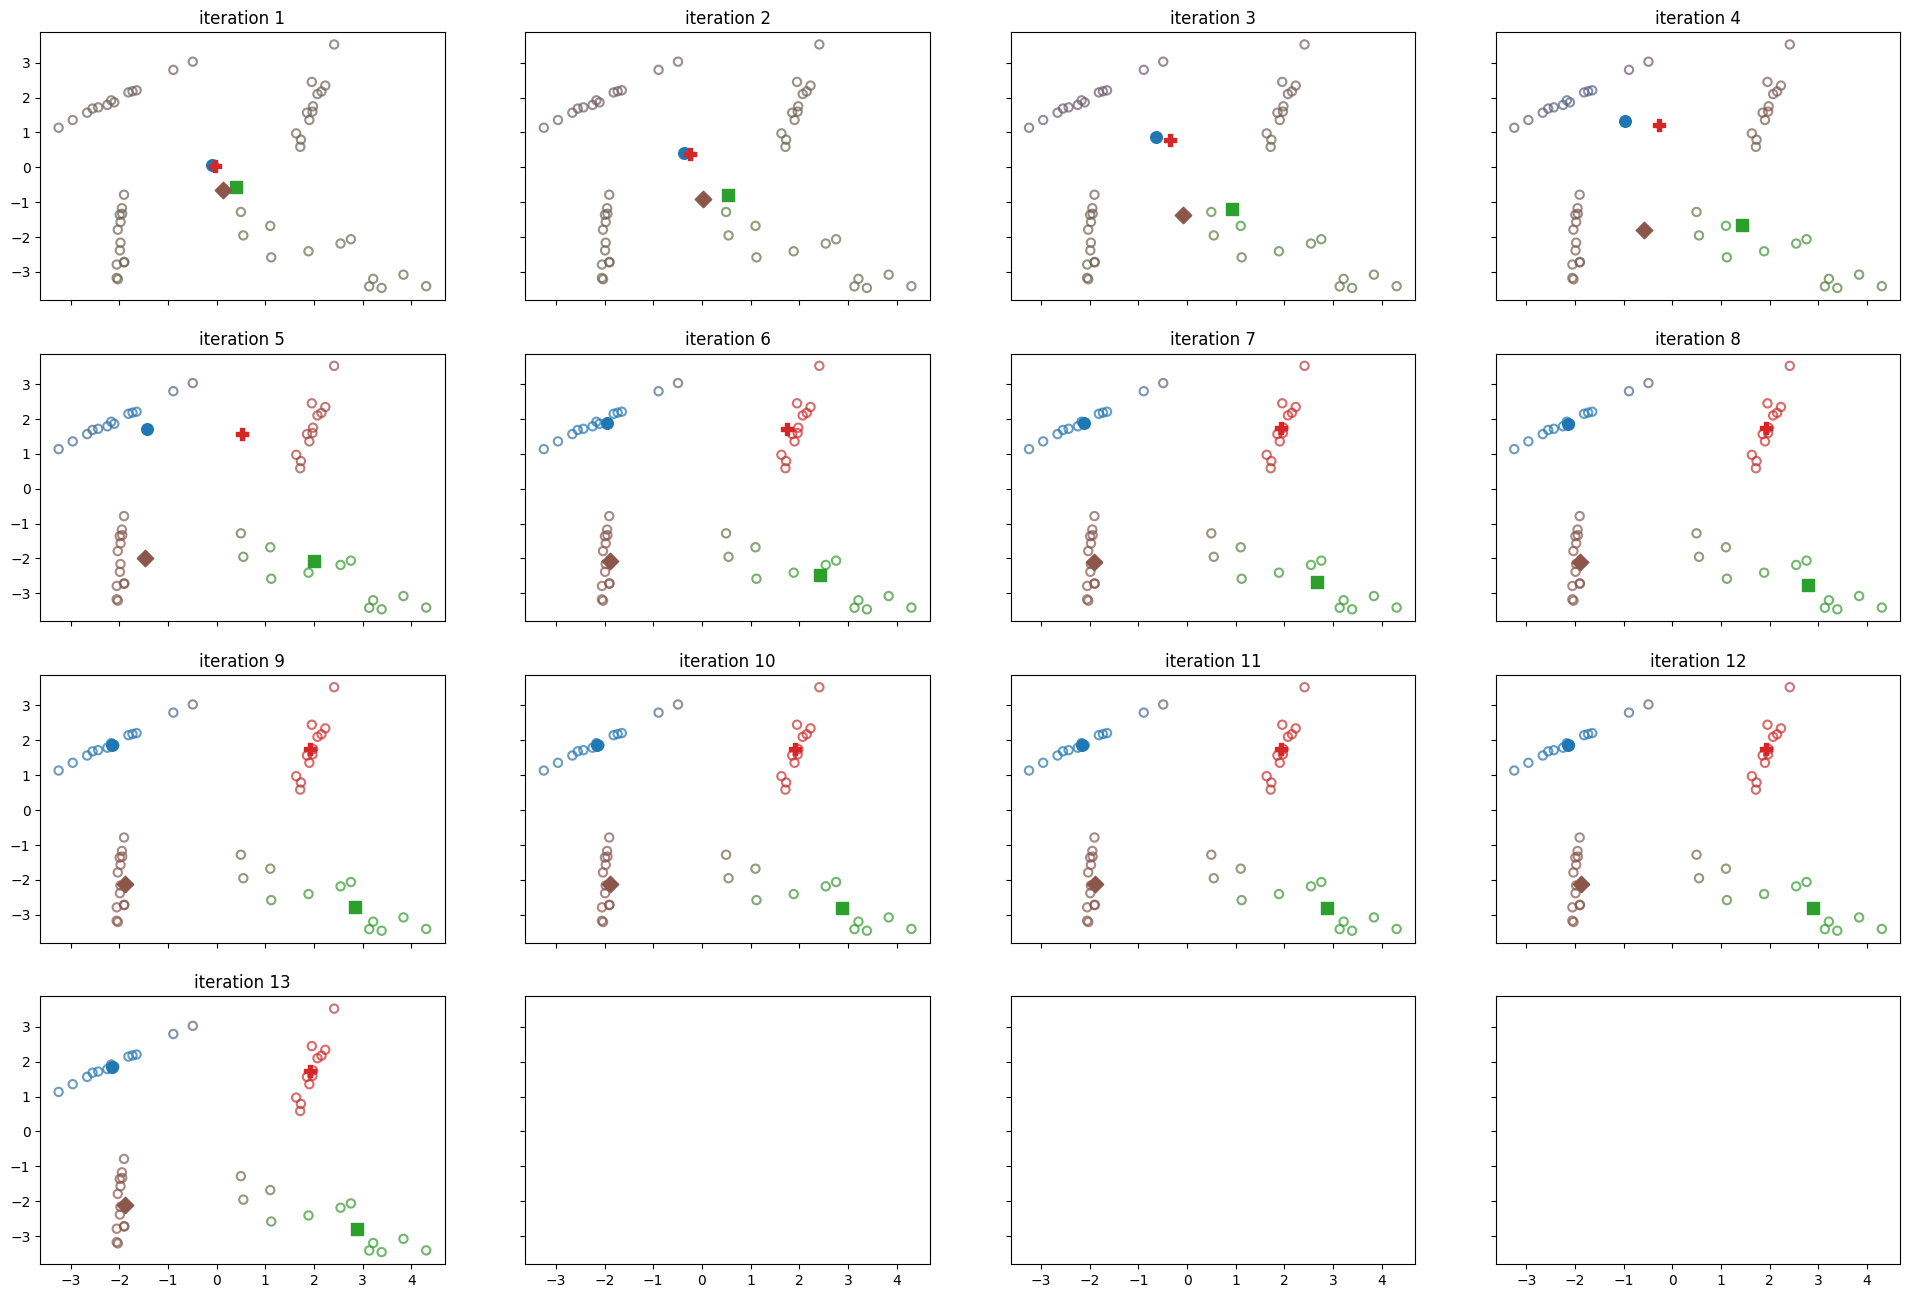 iteration 1
iteration 2
iteration 3
iteration 4
3
2
1
0
−1
−2
−3
iteration 5
iteration 6
iteration 7
iteration 8
3
2
1
0
−1
−2
−3
iteration 9
iteration 10
iteration 11
iteration 12
3
2
1
0
−1
−2
−3
iteration 13
3
2
1
0
−1
−2
−3
−3 −2 −1 0 1 2 3 4
−3 −2 −1 0 1 2 3 4
−3 −2 −1 0 1 2 3 4
−3 −2 −1 0 1 2 3 4